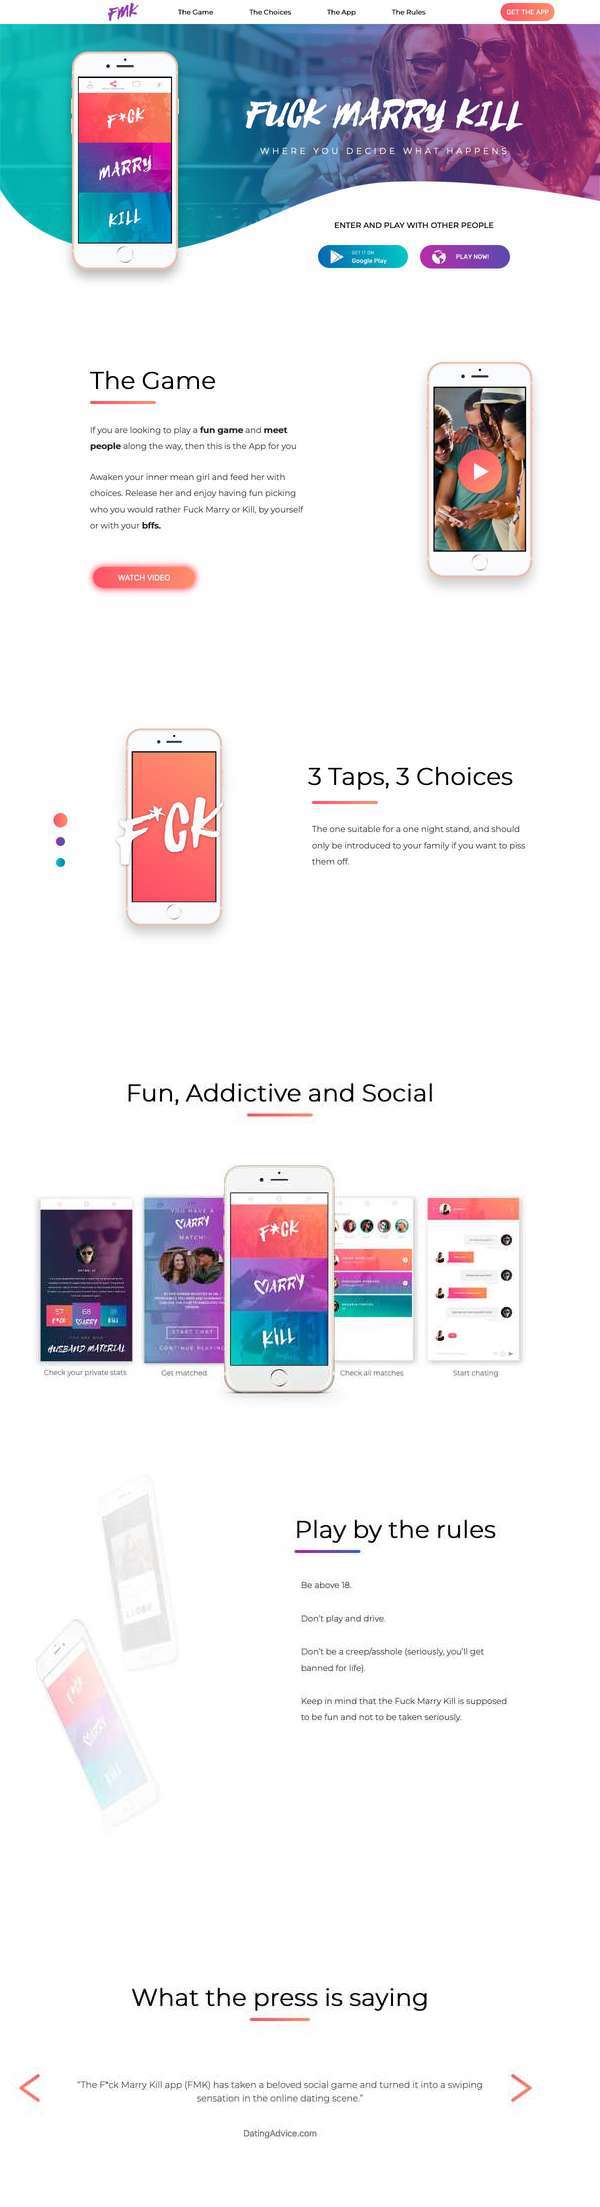 FMK
The Game
The Choices
The App
The Rules
GET THE APP
F*CK
MARRY
KILL
FUCK MARRY KILL
WHERE YOU DECIDE WHAT HAPPENS
ENTER AND PLAY WITH OTHER PEOPLE
GET IT ON
Google Play
PLAY NOW!
The Game
If you are looking to play a fun game and meet
people along the way, then this is the App for you
Awaken your inner mean girl and feed her with
choices. Release her and enjoy having fun picking
who you would rather Fuck Marry or Kill, by yourself
or with your bffs.
WATCH VIDEO
F*CK
3 Taps, 3 Choices
The one suitable for a one night stand, and should
only be introduced to your family if you want to piss
them off.
Fun, Addictive and Social
57
F*CK
68
MARRY
HUSBAND MATERIAL
YOU HAVE A
MARRY
MATCH!
START CHAT
CONTINUE PLAYING
F*CK
MARRY
KILL
Check your private stats
Get matched
Check all matches
Start chating
Play by the rules
Be above 18.
Don't play and drive.
Don't be a creep/asshole (seriously, you'll get
banned for life).
Keep in mind that the Fuck Marry Kill is supposed
to be fun and not to be taken seriously.
F*CK
MARRY
KILL
What the press is saying
“The F*ck Marry Kill app (FMK) has taken a beloved social game and turned it into a swiping
sensation in the online dating scene.”
DatingAdvice.com